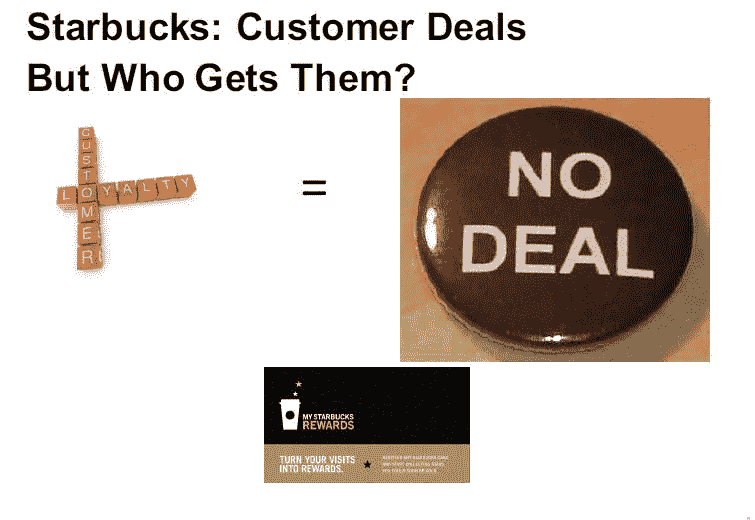 Starbucks: Customer Deals
But Who Gets Them?
CUSTOMER
LOYALTY
=
NO
DEAL
MY STARBUCKS
REWARDS
TURN YOUR VISITS
INTO REWARDS.